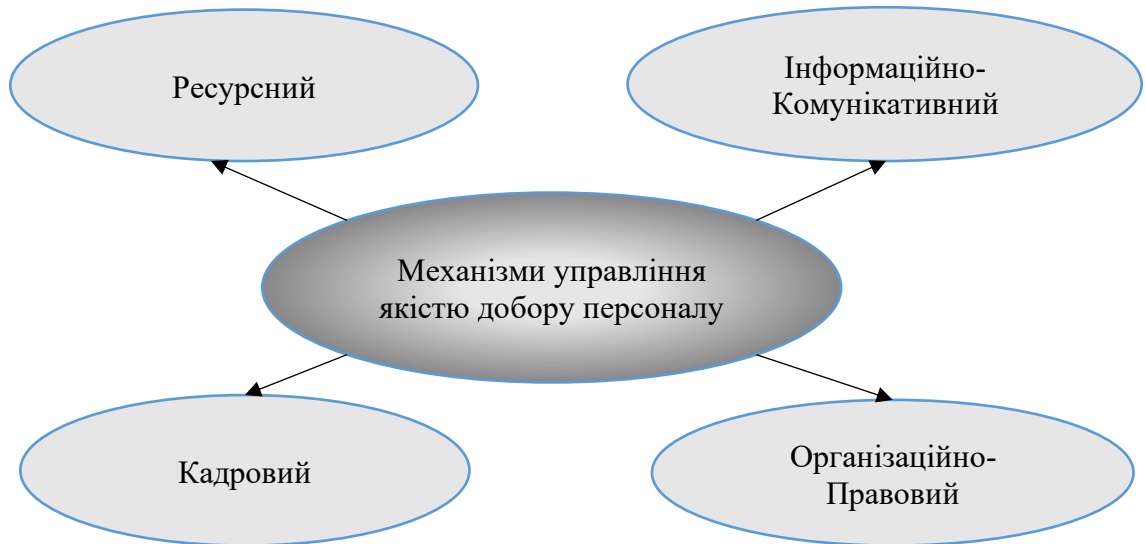 Ресурсний
Інформаційно-
Комунікативний
Механізми управління
якістю добору персоналу
Кадровий
Організаційно-
Правовий